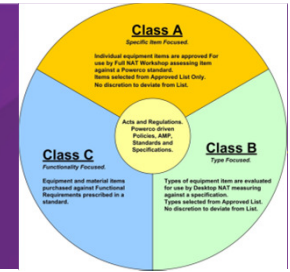 Class A
Specific Item Focused.
Individual equipment items are approved For
use by Full NAT Workshop assessing item
against a Powerco standard.
Items selected from Approved List Only.
No discretion to deviate from List.
Acts and Regulations.
Powerco driven
Policies, AMP,
Standards and
Specifications.
Class C
Functionality Focused.
Equipment and material items
purchased against Functional
Requirements prescribed in a
standard.
Class B
Type Focused.
Types of equipment item are evaluated
for use by Desktop NAT measuring
against a specification.
Types selected from Approved List.
No discretion to deviate from List.